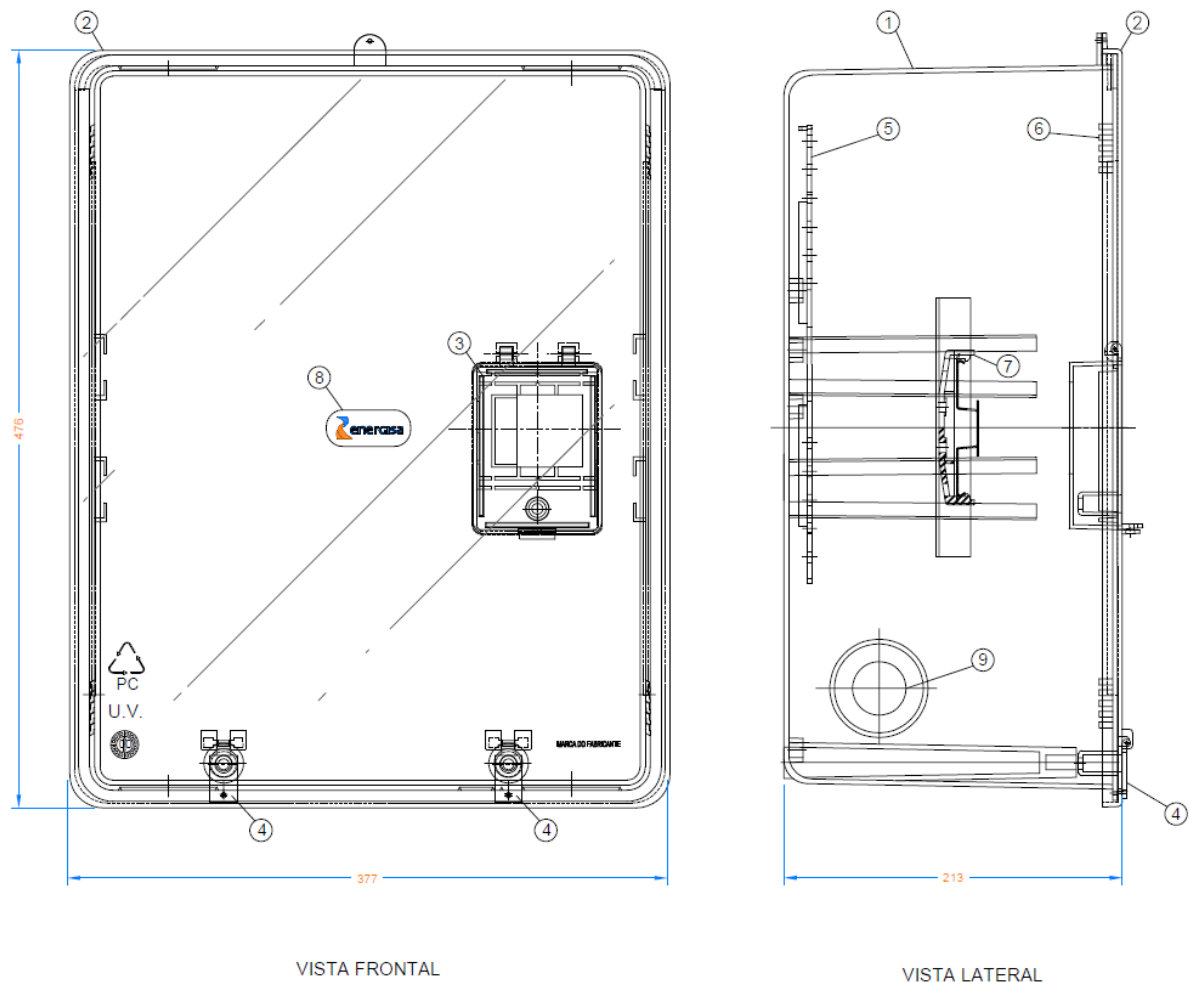 2
1
2
5
6
3
7
8
energisa
476
9
PC
U.V.
MARCA DO FABRICANTE
4
4
4
377
213
VISTA FRONTAL
VISTA LATERAL